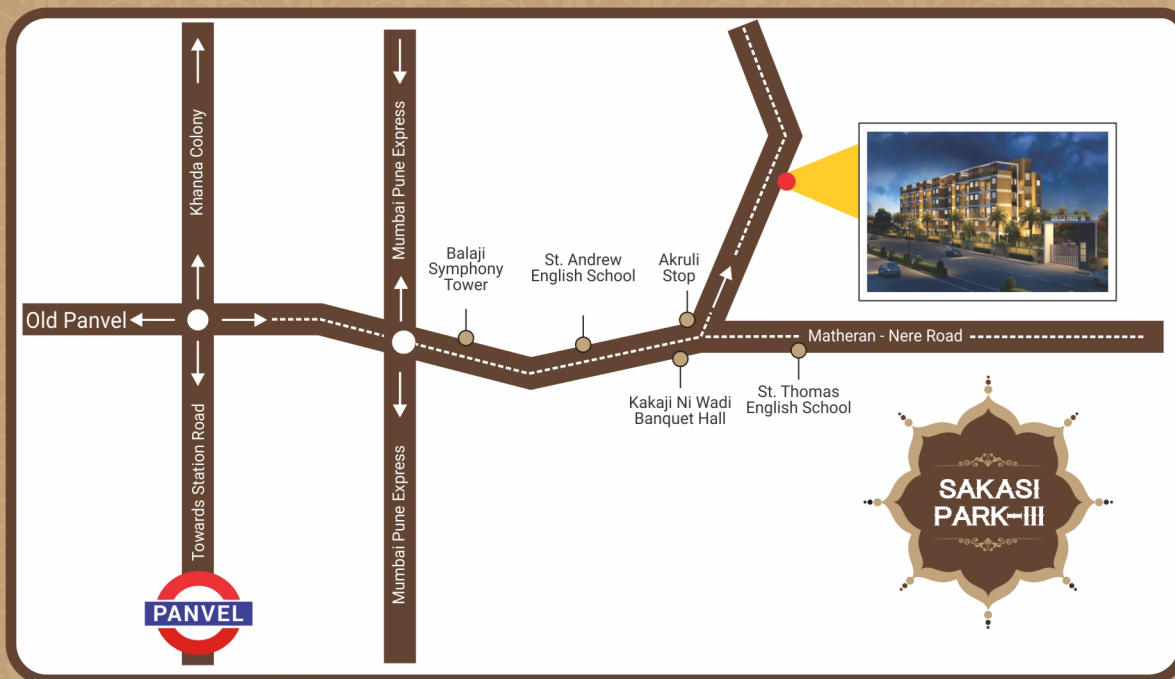 Khanda Colony
Mumbai Pune Express
Old Panvel
Balaji
Symphony
Tower
St. Andrew
English School
Akruli
Stop
Matheran - Nere Road
Kakaji Ni Wadi
Banquet Hall
St. Thomas
English School
Towards Station Road
Mumbai Pune Express
PANVEL
SAKASI
PARK-III